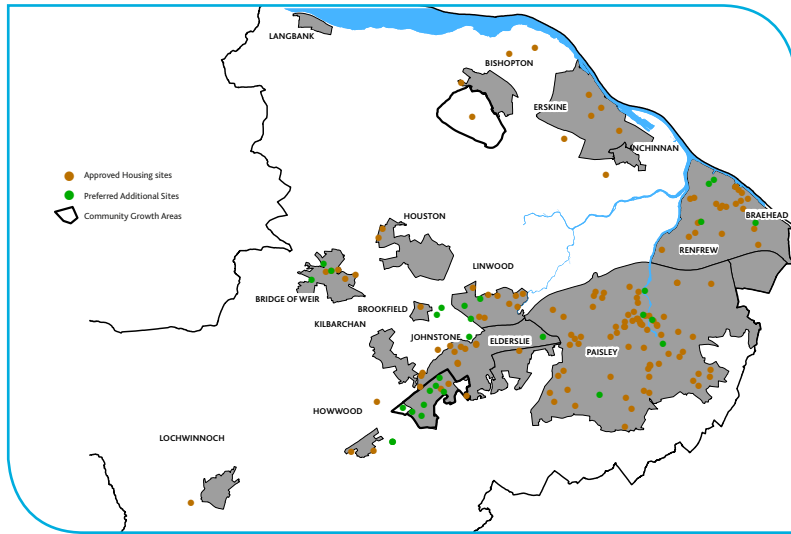 LANGBANK
BISHOPTON
ERSKINE
INCHINNAN
Approved Housing sites
Preferred Additional Sites
Community Growth Areas
HOUSTON
BRAEHEAD
RENFREW
LINWOOD
BRIDGE OF WEIR
BROOKFIELD
KILBARCHAN
JOHNSTONE
ELDERSLIE
PAISLEY
HOWWOOD
LOCHWINNOCH